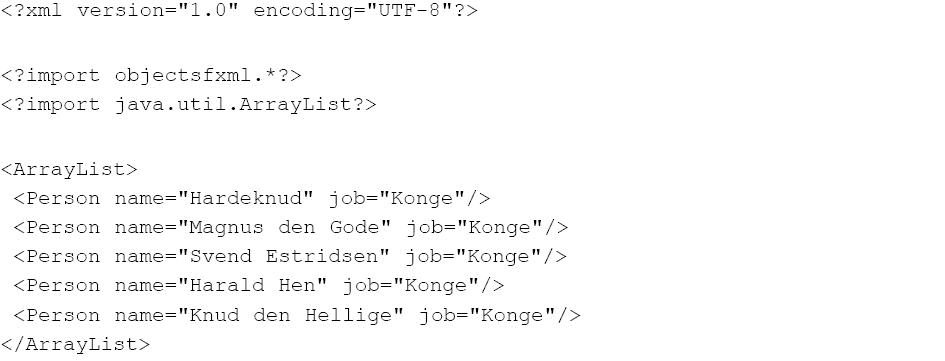 <?xml version="1.0" encoding="UTF-8"?>
<?import objectsfxml.*?>
<?import java.util.ArrayList?>
<ArrayList>
<Person name="Hardeknud" job="Konge"/>
<Person name="Magnus den Gode" job="Konge"/>
<Person name="Svend Estridsen" job="Konge"/>
<Person name="Harald Hen" job="Konge"/>
<Person name="Knud den Hellige" job="Konge"/>
</ArrayList>